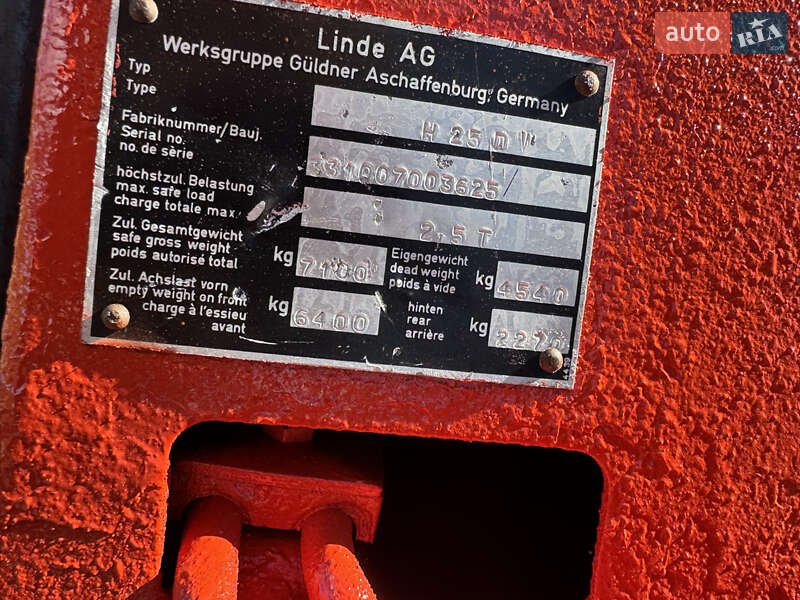 auto RIA
Linde AG
Werksgruppe Güldner Aschaffenburg, Germany
Typ
Type
H 25 D V
Fabriknummer/Bauj.
Serial no.
no. de sèrie
331007003625/
höchstzul. Belastung
max. safe load
charge totale max.
2,5 T
Zul. Gesamtgewicht
safe gross weight
poids autorisé total
kg 7100
Eigengewicht
dead weight
poids à vide
kg 4540
Zul. Achslast vorn
empty weight on front
charge à l'essieu
avant
kg 6400
hinten
rear
arrière
kg